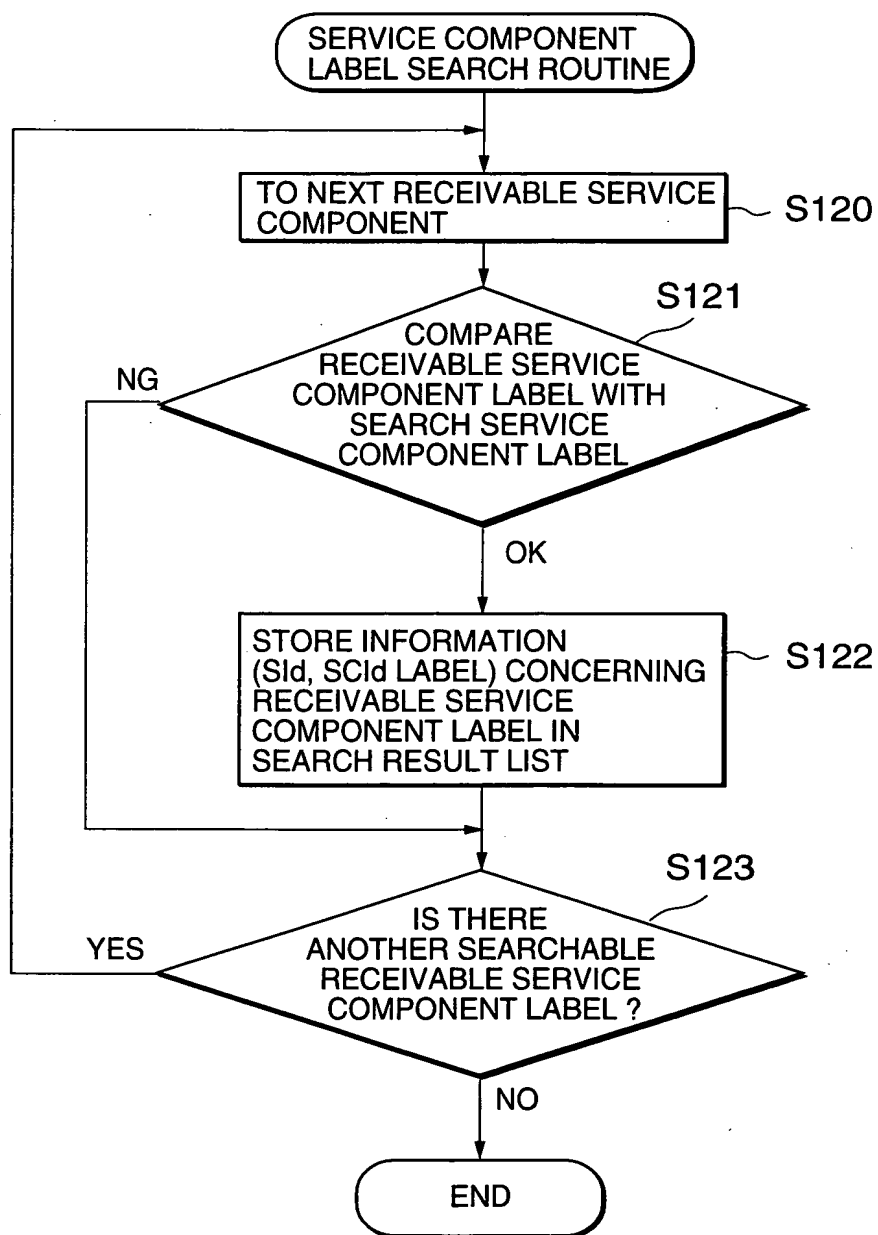 SERVICE COMPONENT
LABEL SEARCH ROUTINE
TO NEXT RECEIVABLE SERVICE
COMPONENT
S120
S121
COMPARE
RECEIVABLE SERVICE
COMPONENT LABEL WITH
SEARCH SERVICE
COMPONENT LABEL
NG
OK
STORE INFORMATION
(SId, SCId LABEL) CONCERNING
RECEIVABLE SERVICE
COMPONENT LABEL IN
SEARCH RESULT LIST
S122
S123
IS THERE
ANOTHER SEARCHABLE
RECEIVABLE SERVICE
COMPONENT LABEL ?
YES
NO
END